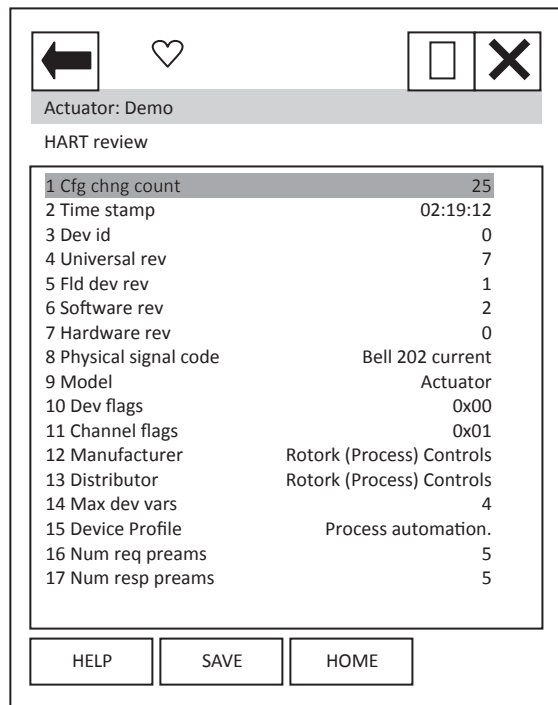 Actuator: Demo
HART review
1 Cfg chng count 25
2 Time stamp 02:19:12
3 Dev id 0
4 Universal rev 7
5 Fld dev rev 1
6 Software rev 2
7 Hardware rev 0
8 Physical signal code Bell 202 current
9 Model Actuator
10 Dev flags 0x00
11 Channel flags 0x01
12 Manufacturer Rotork (Process) Controls
13 Distributor Rotork (Process) Controls
14 Max dev vars 4
15 Device Profile Process automation.
16 Num req preams 5
17 Num resp preams 5
HELP SAVE HOME